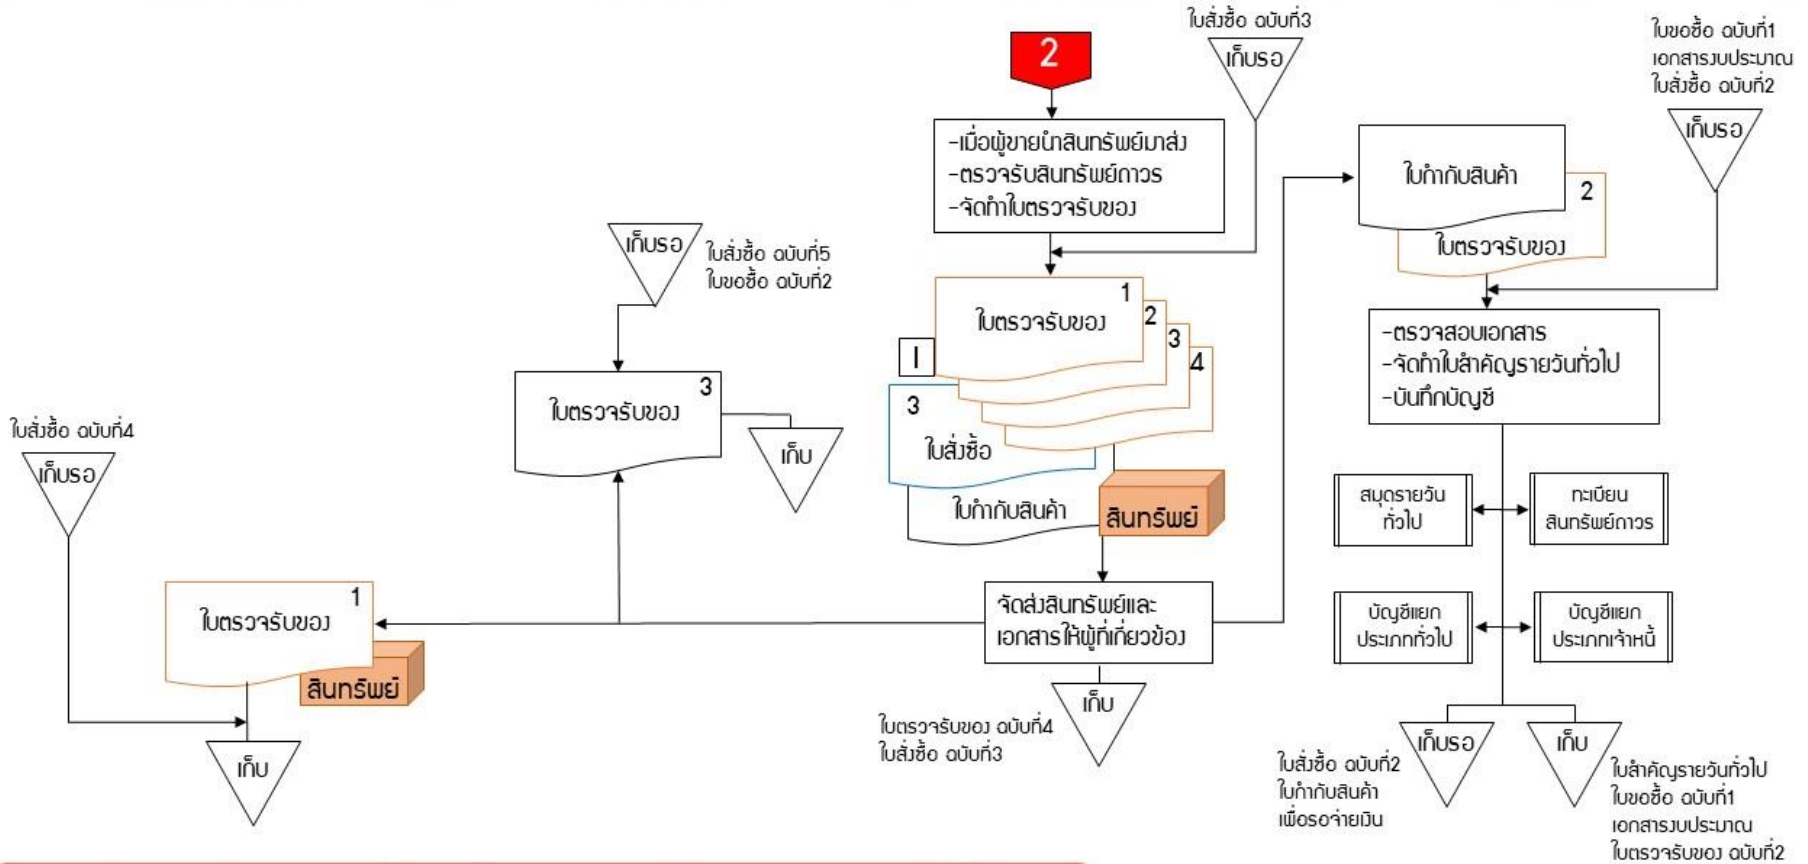 ใบสั่งซื้อ ฉบับที่3
2
เก็บรอ
ใบขอซื้อ ฉบับที่1
เอกสารงบประมาณ
ใบสั่งซื้อ ฉบับที่2
เก็บรอ
-เมื่อผู้ขายนำสินทรัพย์มาส่ง
-ตรวจรับสินทรัพย์ถาวร
-จัดทำใบตรวจรับของ
ใบกำกับสินค้า
2
ใบตรวจรับของ
เก็บรอ
ใบสั่งซื้อ ฉบับที่5
ใบขอซื้อ ฉบับที่2
1
ใบตรวจรับของ
2
3
4
I
3
ใบสั่งซื้อ
ใบกำกับสินค้า
สินทรัพย์
-ตรวจสอบเอกสาร
-จัดทำใบสำคัญรายวันทั่วไป
-บันทึกบัญชี
3
ใบตรวจรับของ
เก็บ
ใบสั่งซื้อ ฉบับที่4
เก็บรอ
สมุดรายวัน
ทั่วไป
ทะเบียน
สินทรัพย์ถาวร
1
ใบตรวจรับของ
สินทรัพย์
เก็บ
จัดส่งสินทรัพย์และ
เอกสารให้ผู้ที่เกี่ยวข้อง
เก็บ
ใบตรวจรับของ ฉบับที่4
ใบสั่งซื้อ ฉบับที่3
บัญชีแยก
ประเภททั่วไป
บัญชีแยก
ประเภทเจ้าหนี้
เก็บรอ
ใบสั่งซื้อ ฉบับที่2
ใบกำกับสินค้า
เพื่อรอจ่ายเงิน
เก็บ
ใบสำคัญรายวันทั่วไป
ใบขอซื้อ ฉบับที่1
เอกสารงบประมาณ
ใบตรวจรับของ ฉบับที่2